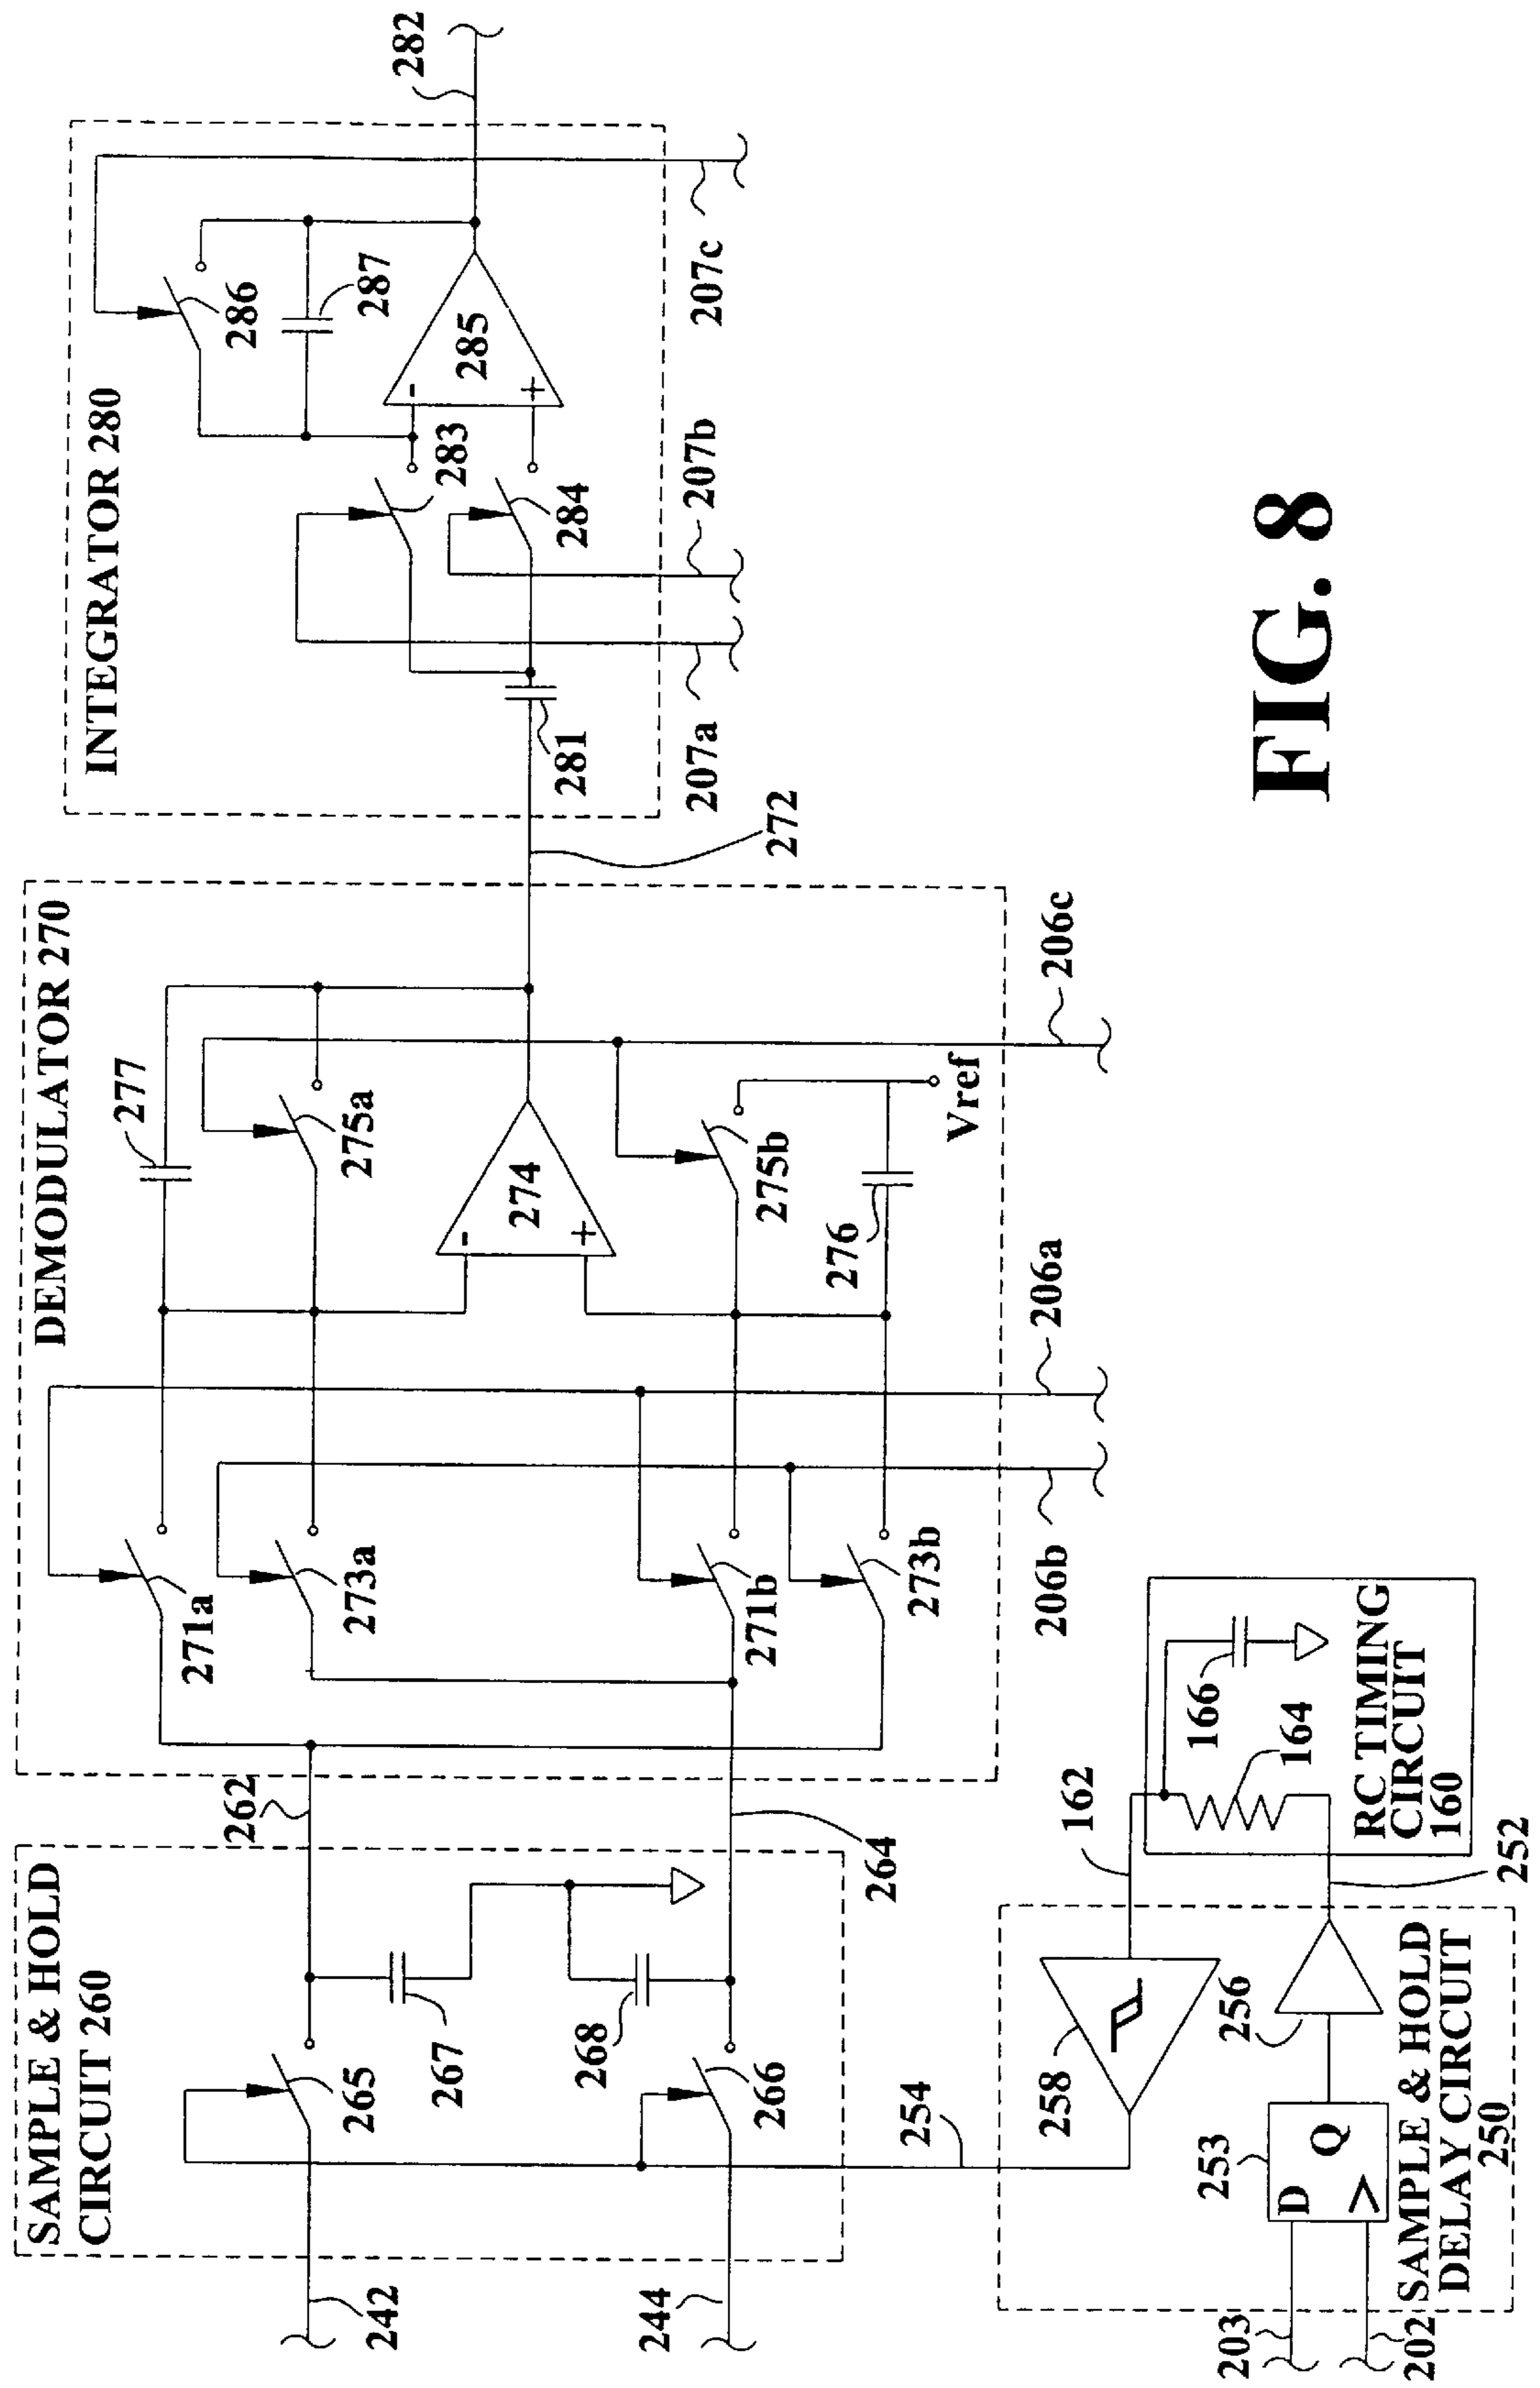 SAMPLE & HOLD
CIRCUIT 260
242
244
265
266
267
268
262
264
254
DEMODULATOR 270
271a
273a
271b
273b
277
275a
274
-
+
275b
276
Vref
206b
206a
206c
272
INTEGRATOR 280
281
283
284
285
-
+
286
287
207a
207b
207c
282
SAMPLE & HOLD
DELAY CIRCUIT
250
203
202
253
D
Q
256
258
252
162
RC TIMING
CIRCUIT
160
164
166
FIG. 8